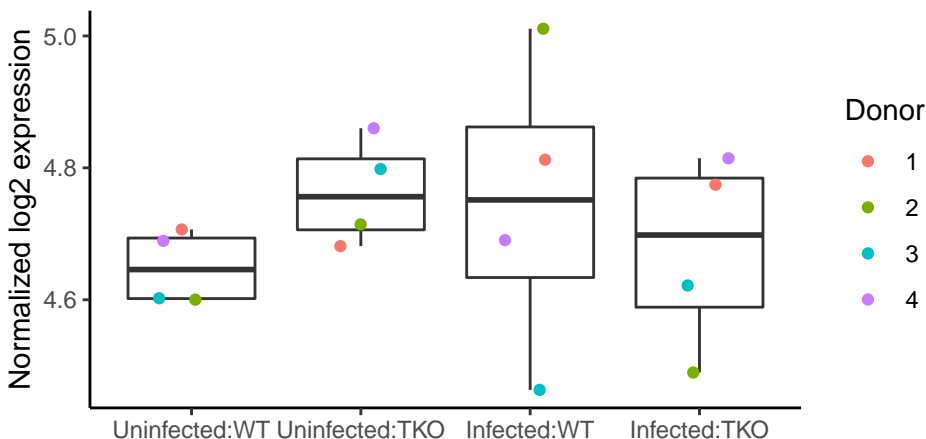 Normalized log2 expression
5.0
4.8
4.6
Uninfected:WT
Uninfected:TKO
Infected:WT
Infected:TKO
Donor
1
2
3
4